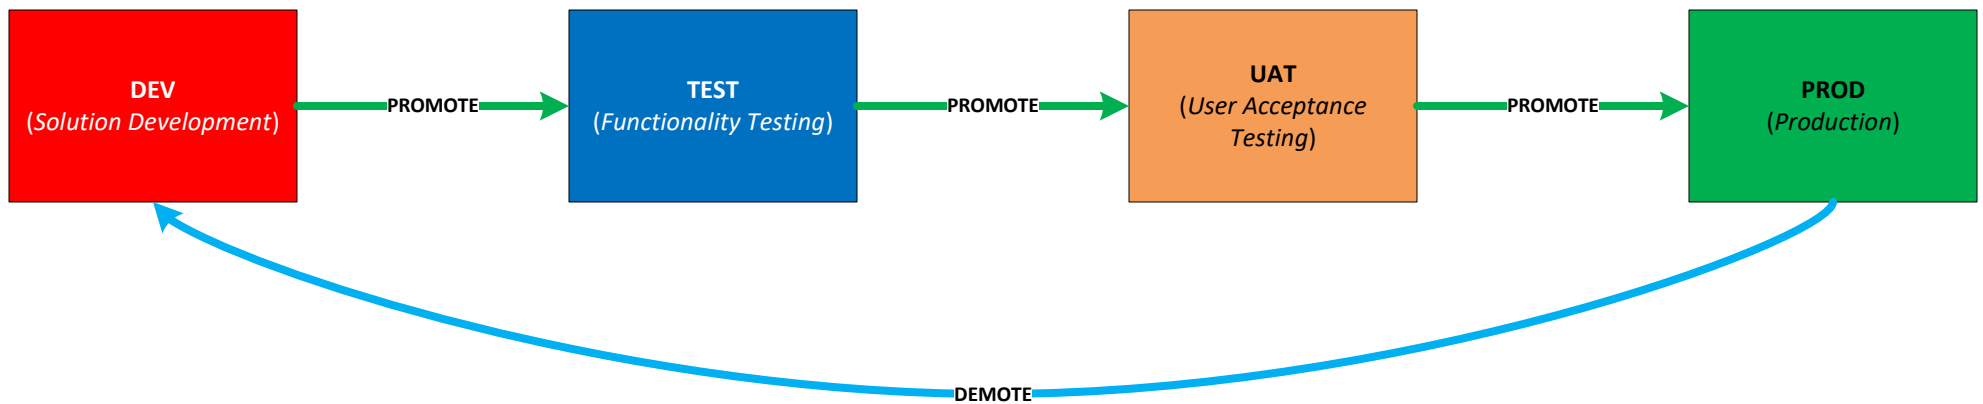 DEV
(Solution Development)
PROMOTE
TEST
(Functionality Testing)
PROMOTE
UAT
(User Acceptance
Testing)
PROMOTE
PROD
(Production)
DEMOTE